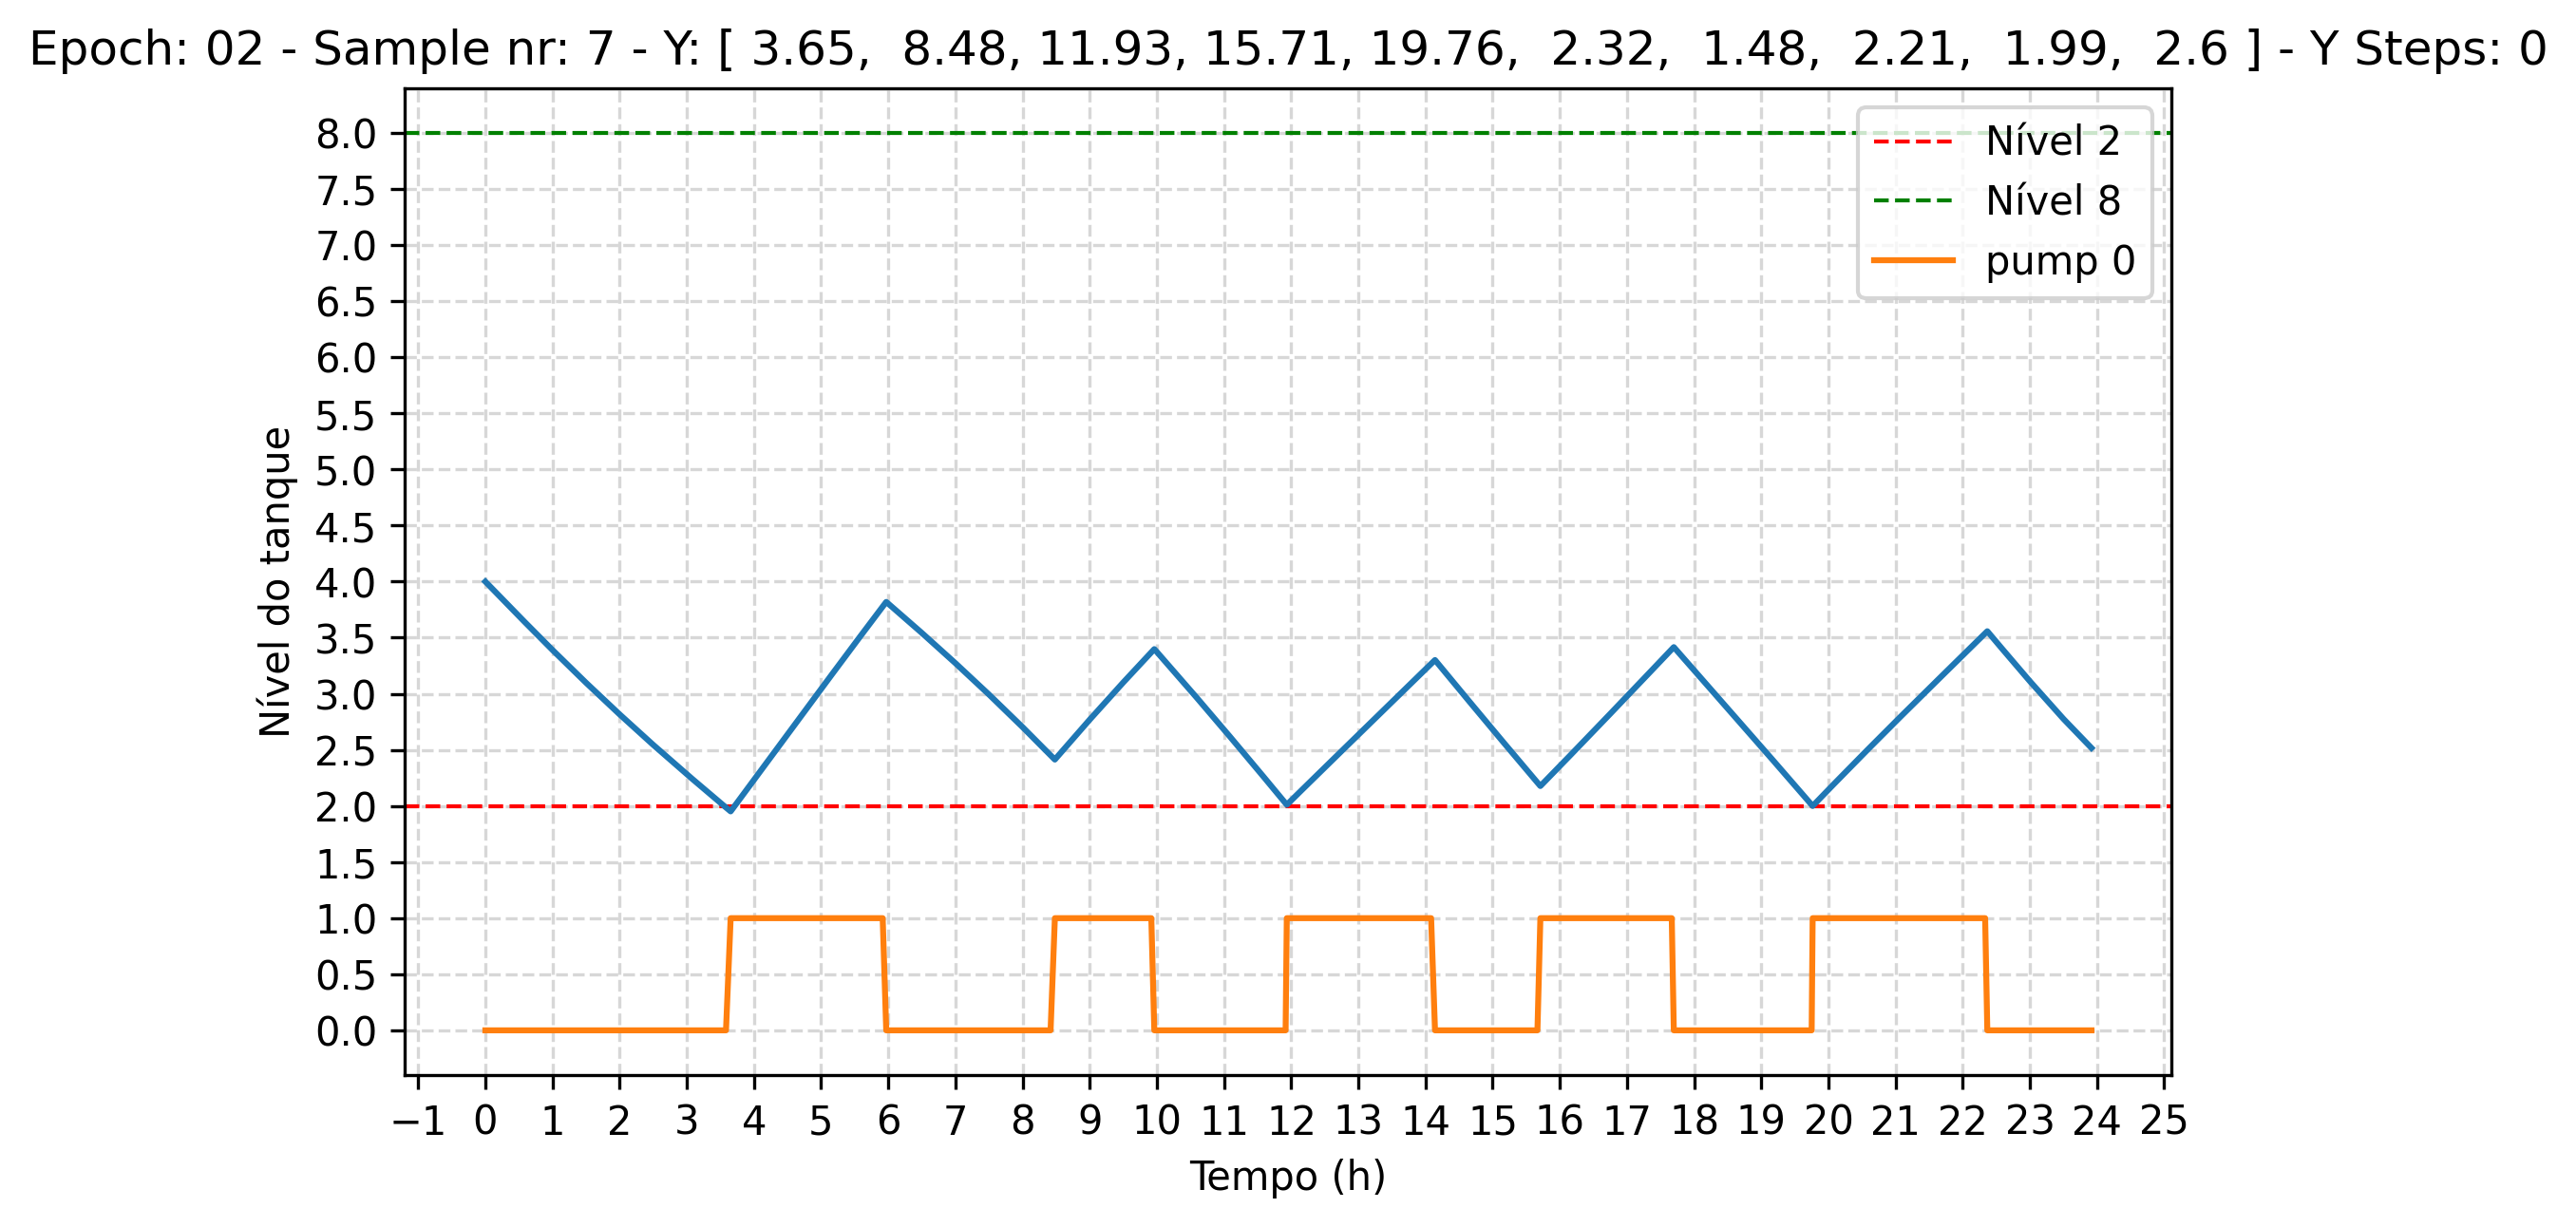 Epoch: 02 - Sample nr: 7 - Y: [ 3.65, 8.48, 11.93, 15.71, 19.76, 2.32, 1.48, 2.21, 1.99, 2.6 ] - Y Steps: 0
Nível 2
Nível 8
pump 0
8.0
7.5
7.0
6.5
6.0
5.5
5.0
4.5
4.0
3.5
3.0
2.5
2.0
1.5
1.0
0.5
0.0
Nível do tanque
−1 0 1 2 3 4 5 6 7 8 9 10 11 12 13 14 15 16 17 18 19 20 21 22 23 24 25
Tempo (h)